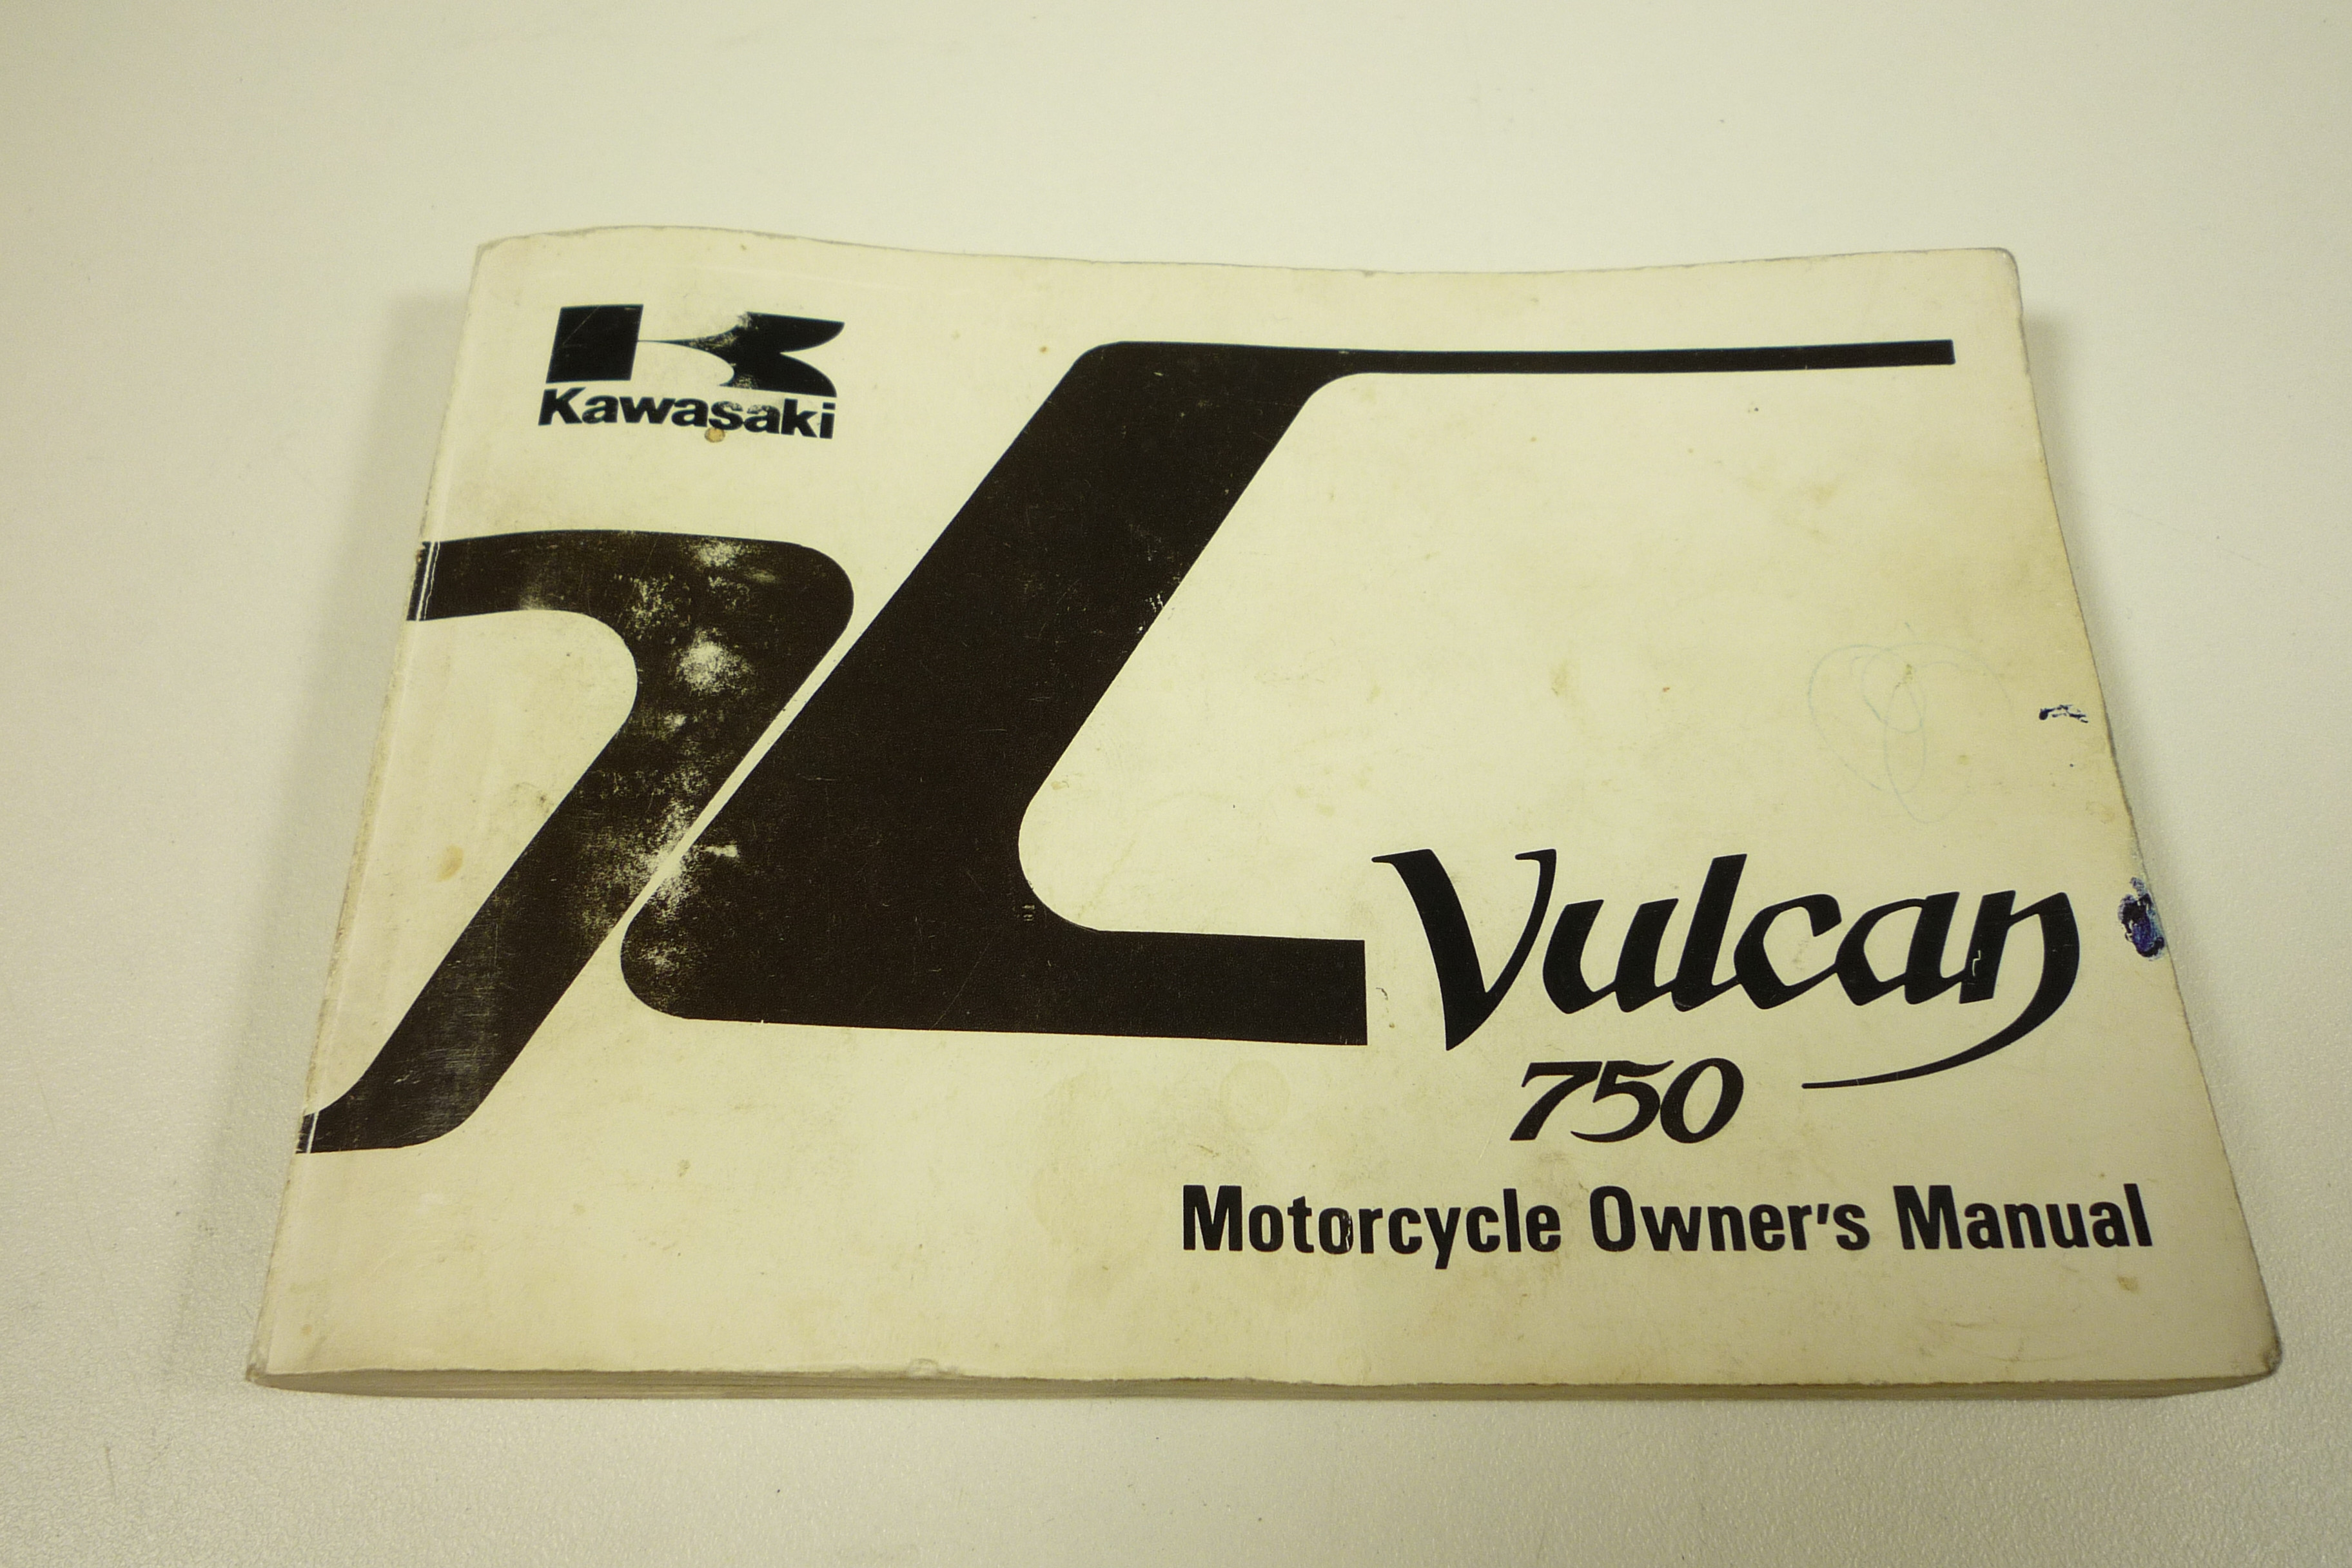 Kawasaki
Vulcan
750
Motorcycle Owner's Manual